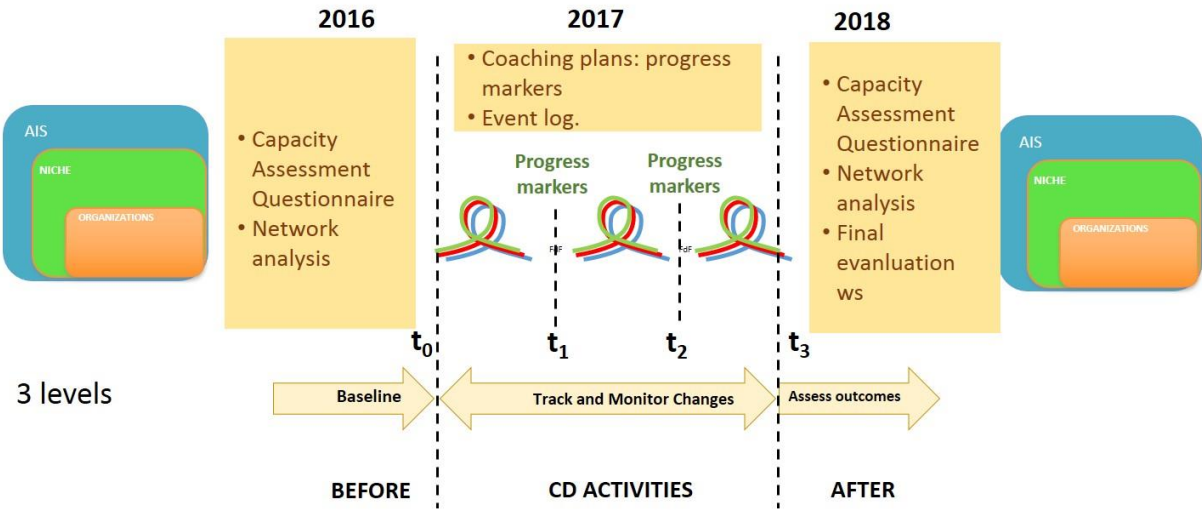 2016
2017
2018
• Coaching plans: progress
markers
• Event log.
• Capacity
Assessment
Questionnaire
• Network
analysis
• Capacity
Assessment
Questionnaire
• Network
analysis
• Final
evanluation
ws
AIS
NICHE
ORGANIZATIONS
Progress
markers
Progress
markers
AIS
NICHE
ORGANIZATIONS
t0
t1
t2
t3
3 levels
Baseline
Track and Monitor Changes
Assess outcomes
BEFORE
CD ACTIVITIES
AFTER